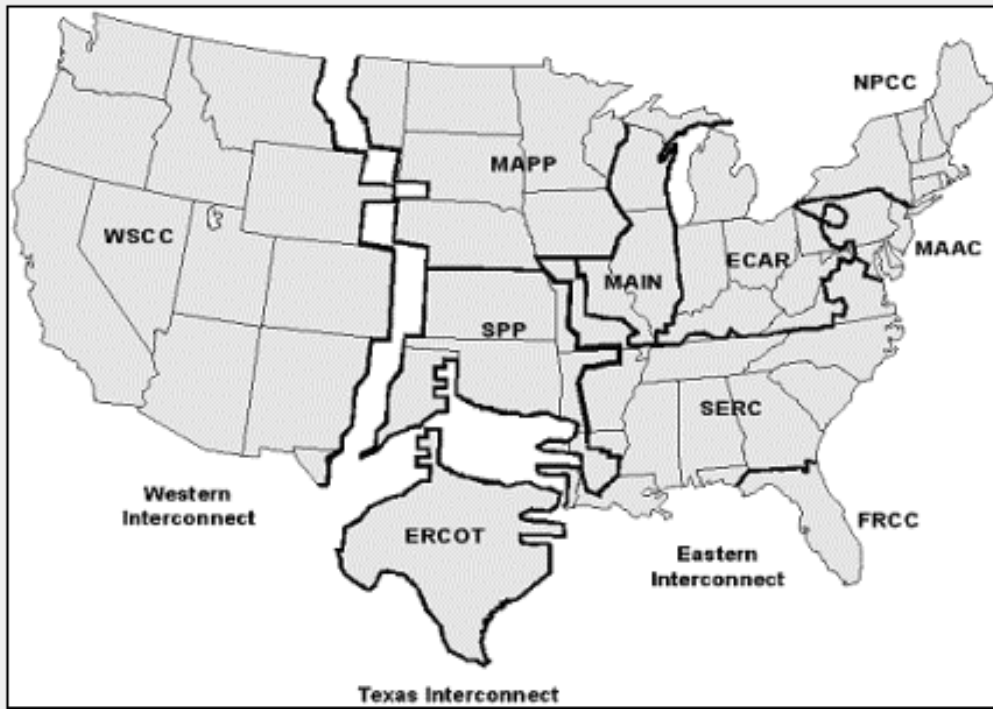 NPCC
MAPP
WSCC
MAAC
ECAR
MAIN
SPP
SERC
Western
Interconnect
FRCC
ERCOT
Eastern
Interconnect
Texas Interconnect